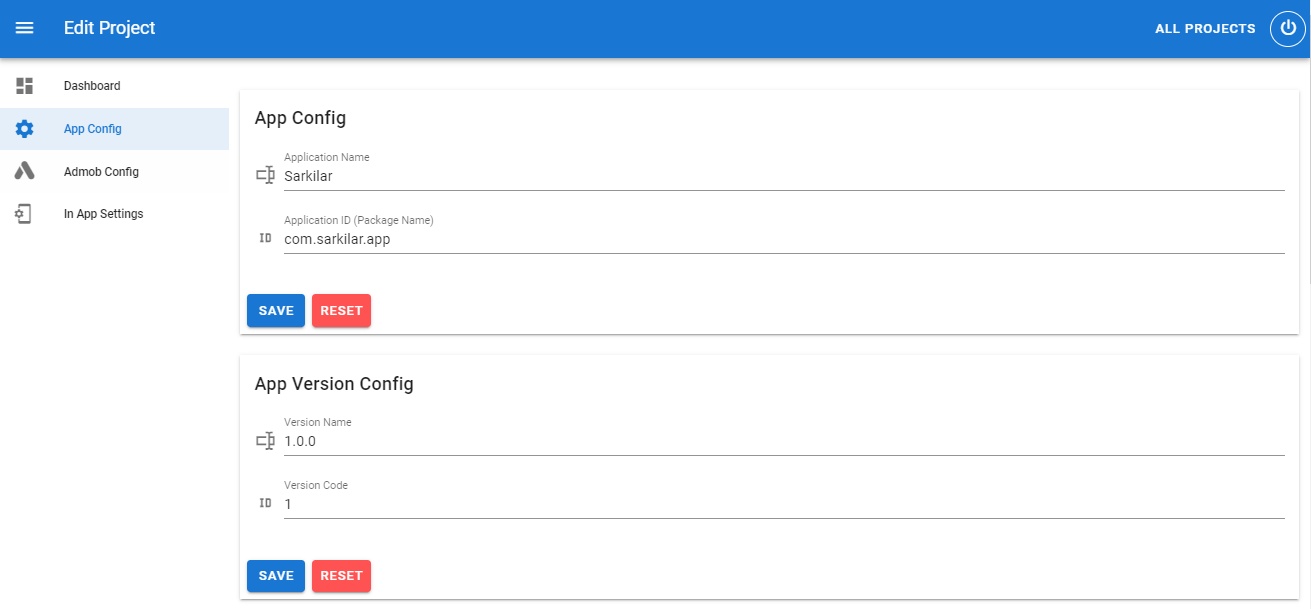 Edit Project
ALL PROJECTS
Dashboard
App Config
Admob Config
In App Settings
App Config
Application Name
Sarkilar
Application ID (Package Name)
ID com.sarkilar.app
SAVE RESET
App Version Config
Version Name
1.0.0
Version Code
ID 1
SAVE RESET